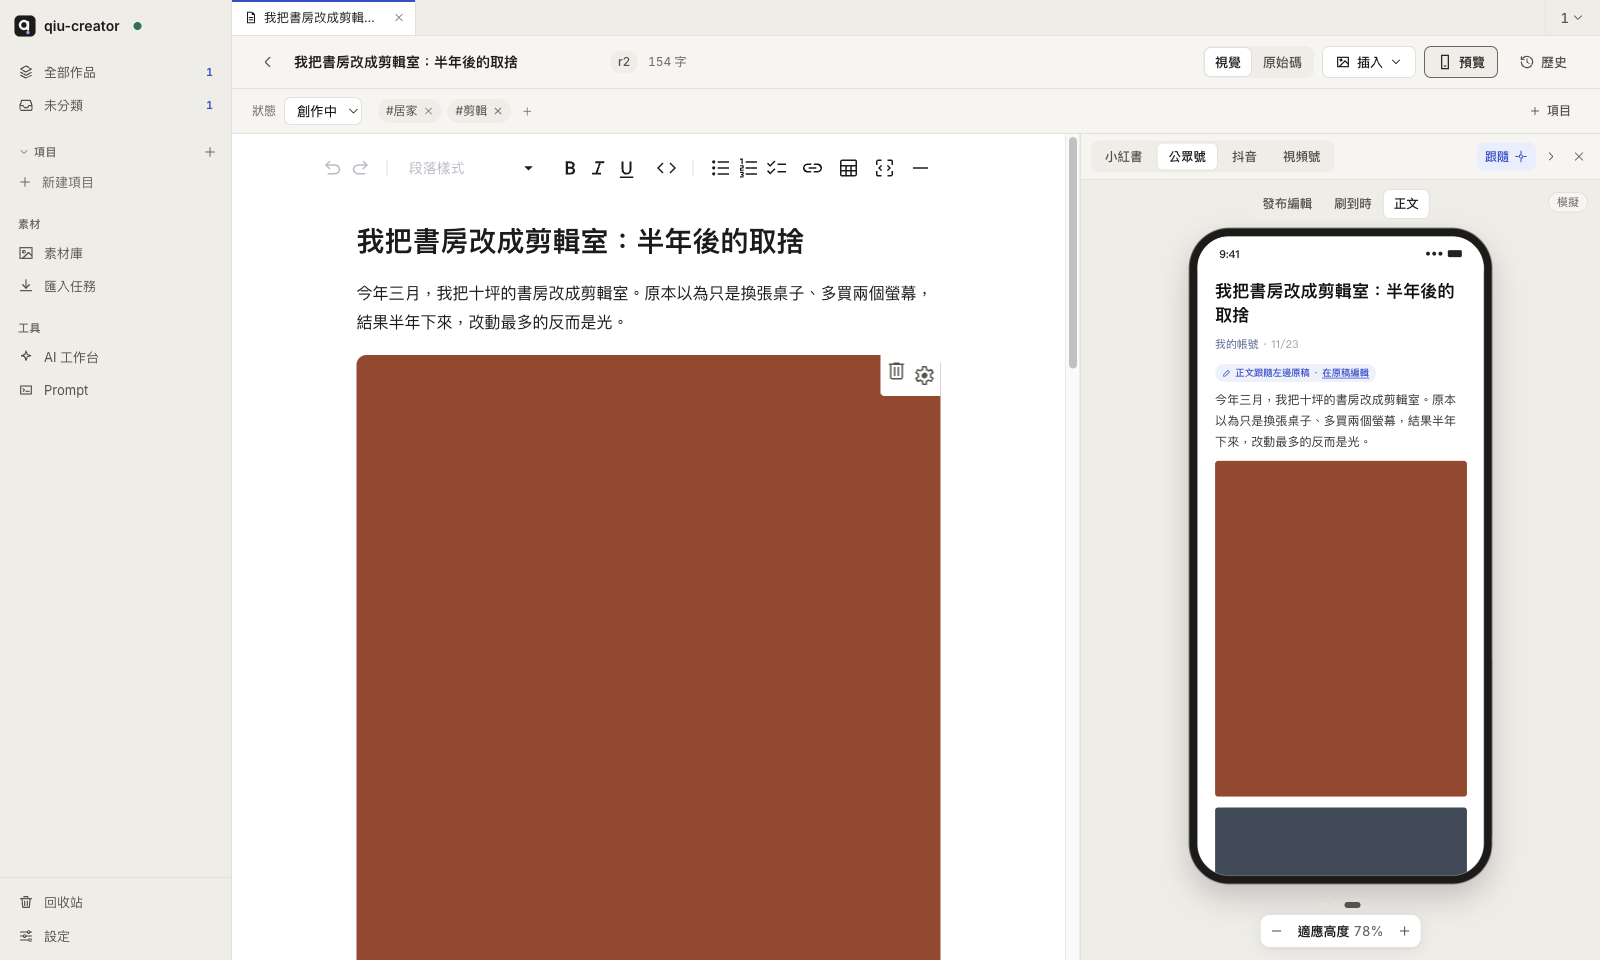 qiu-creator
全部作品 1
未分類 1
項目
新建項目
素材
素材庫
匯入任務
工具
AI 工作台
Prompt
回收站
設定
我把書房改成剪輯...
1
我把書房改成剪輯室：半年後的取捨
r2
154 字
視覺
原始碼
插入
預覽
歷史
狀態
創作中
#居家
#剪輯
項目
段落樣式
B I U
我把書房改成剪輯室：半年後的取捨
今年三月，我把十坪的書房改成剪輯室。原本以為只是換張桌子、多買兩個螢幕，
結果半年下來，改動最多的反而是光。
小紅書
公眾號
抖音
視頻號
跟隨
發布編輯
刷到時
正文
模擬
9:41
我把書房改成剪輯室：半年後的
取捨
我的帳號 · 11/23
正文跟隨左邊原稿 · 在原稿編輯
今年三月，我把十坪的書房改成剪輯室。原本
以為只是換張桌子、多買兩個螢幕，結果半年
下來，改動最多的反而是光。
適應高度 78%